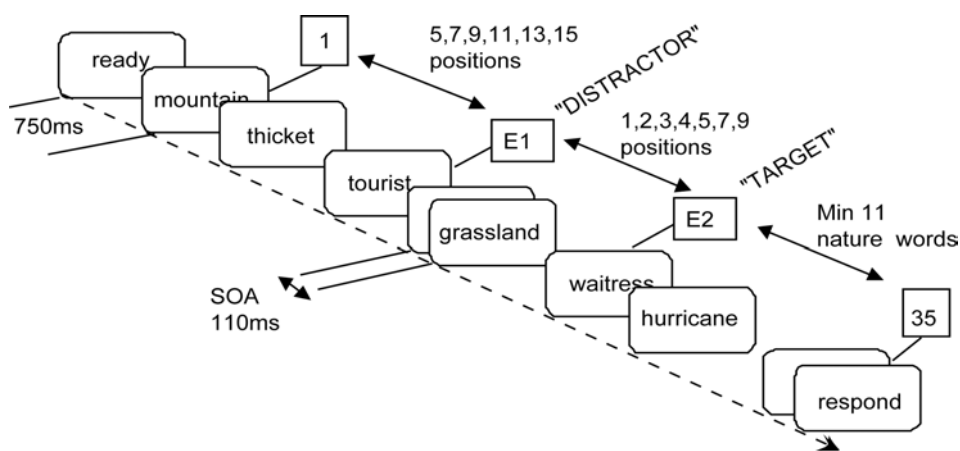 ready
1
5,7,9,11,13,15
positions
"DISTRACTOR"
mountain
750ms
thicket
E1
1,2,3,4,5,7,9
positions
"TARGET"
tourist
E2
grassland
Min 11
nature words
SOA
110ms
waitress
hurricane
35
respond